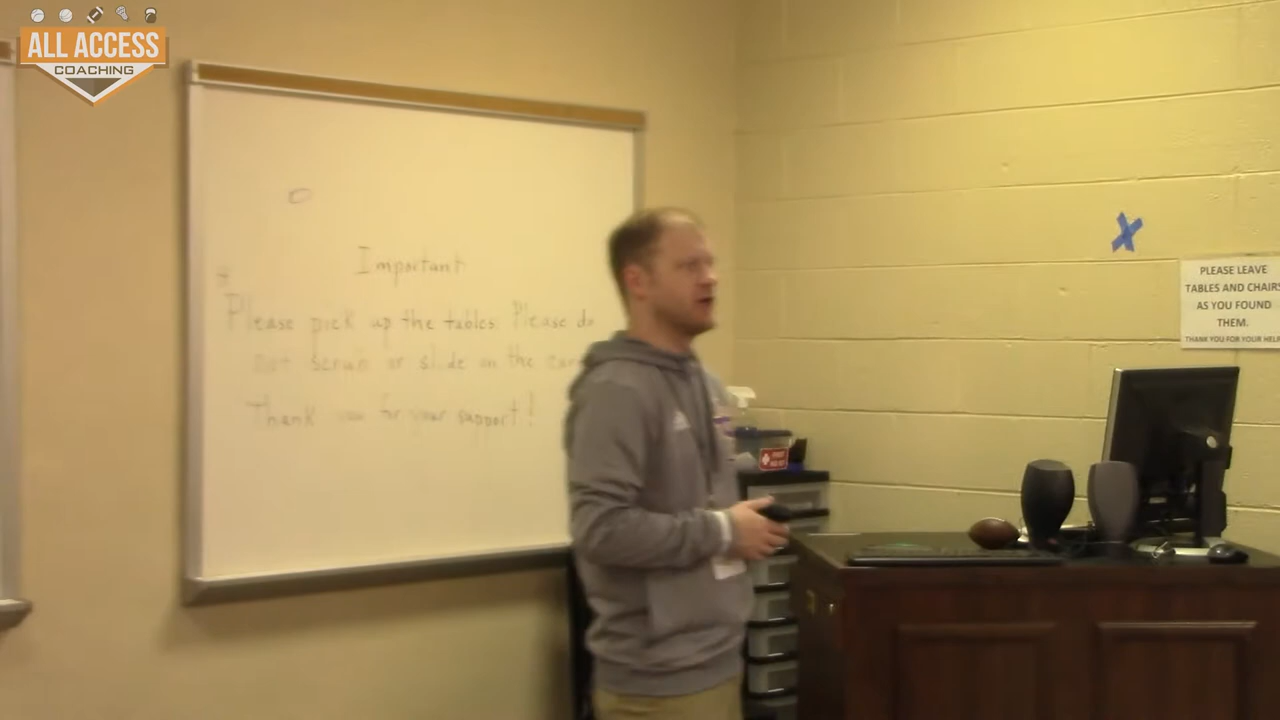 ALL ACCESS
COACHING
Important
Please pick up the tables Please do
not scrum or slide on the
Thank you for your support!
PLEASE LEAVE
TABLES AND CHAIRS
AS YOU FOUND
THEM.
THANK YOU FOR YOUR HELP